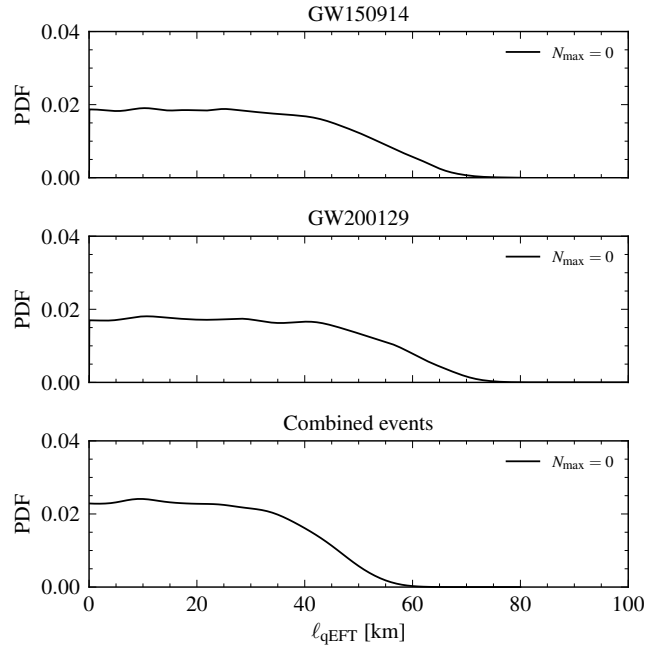 GW150914
0.04
N_max = 0
PDF
0.02
0.00
GW200129
0.04
N_max = 0
PDF
0.02
0.00
Combined events
0.04
N_max = 0
PDF
0.02
0.00
0 20 40 60 80 100
ℓ_qEFT [km]